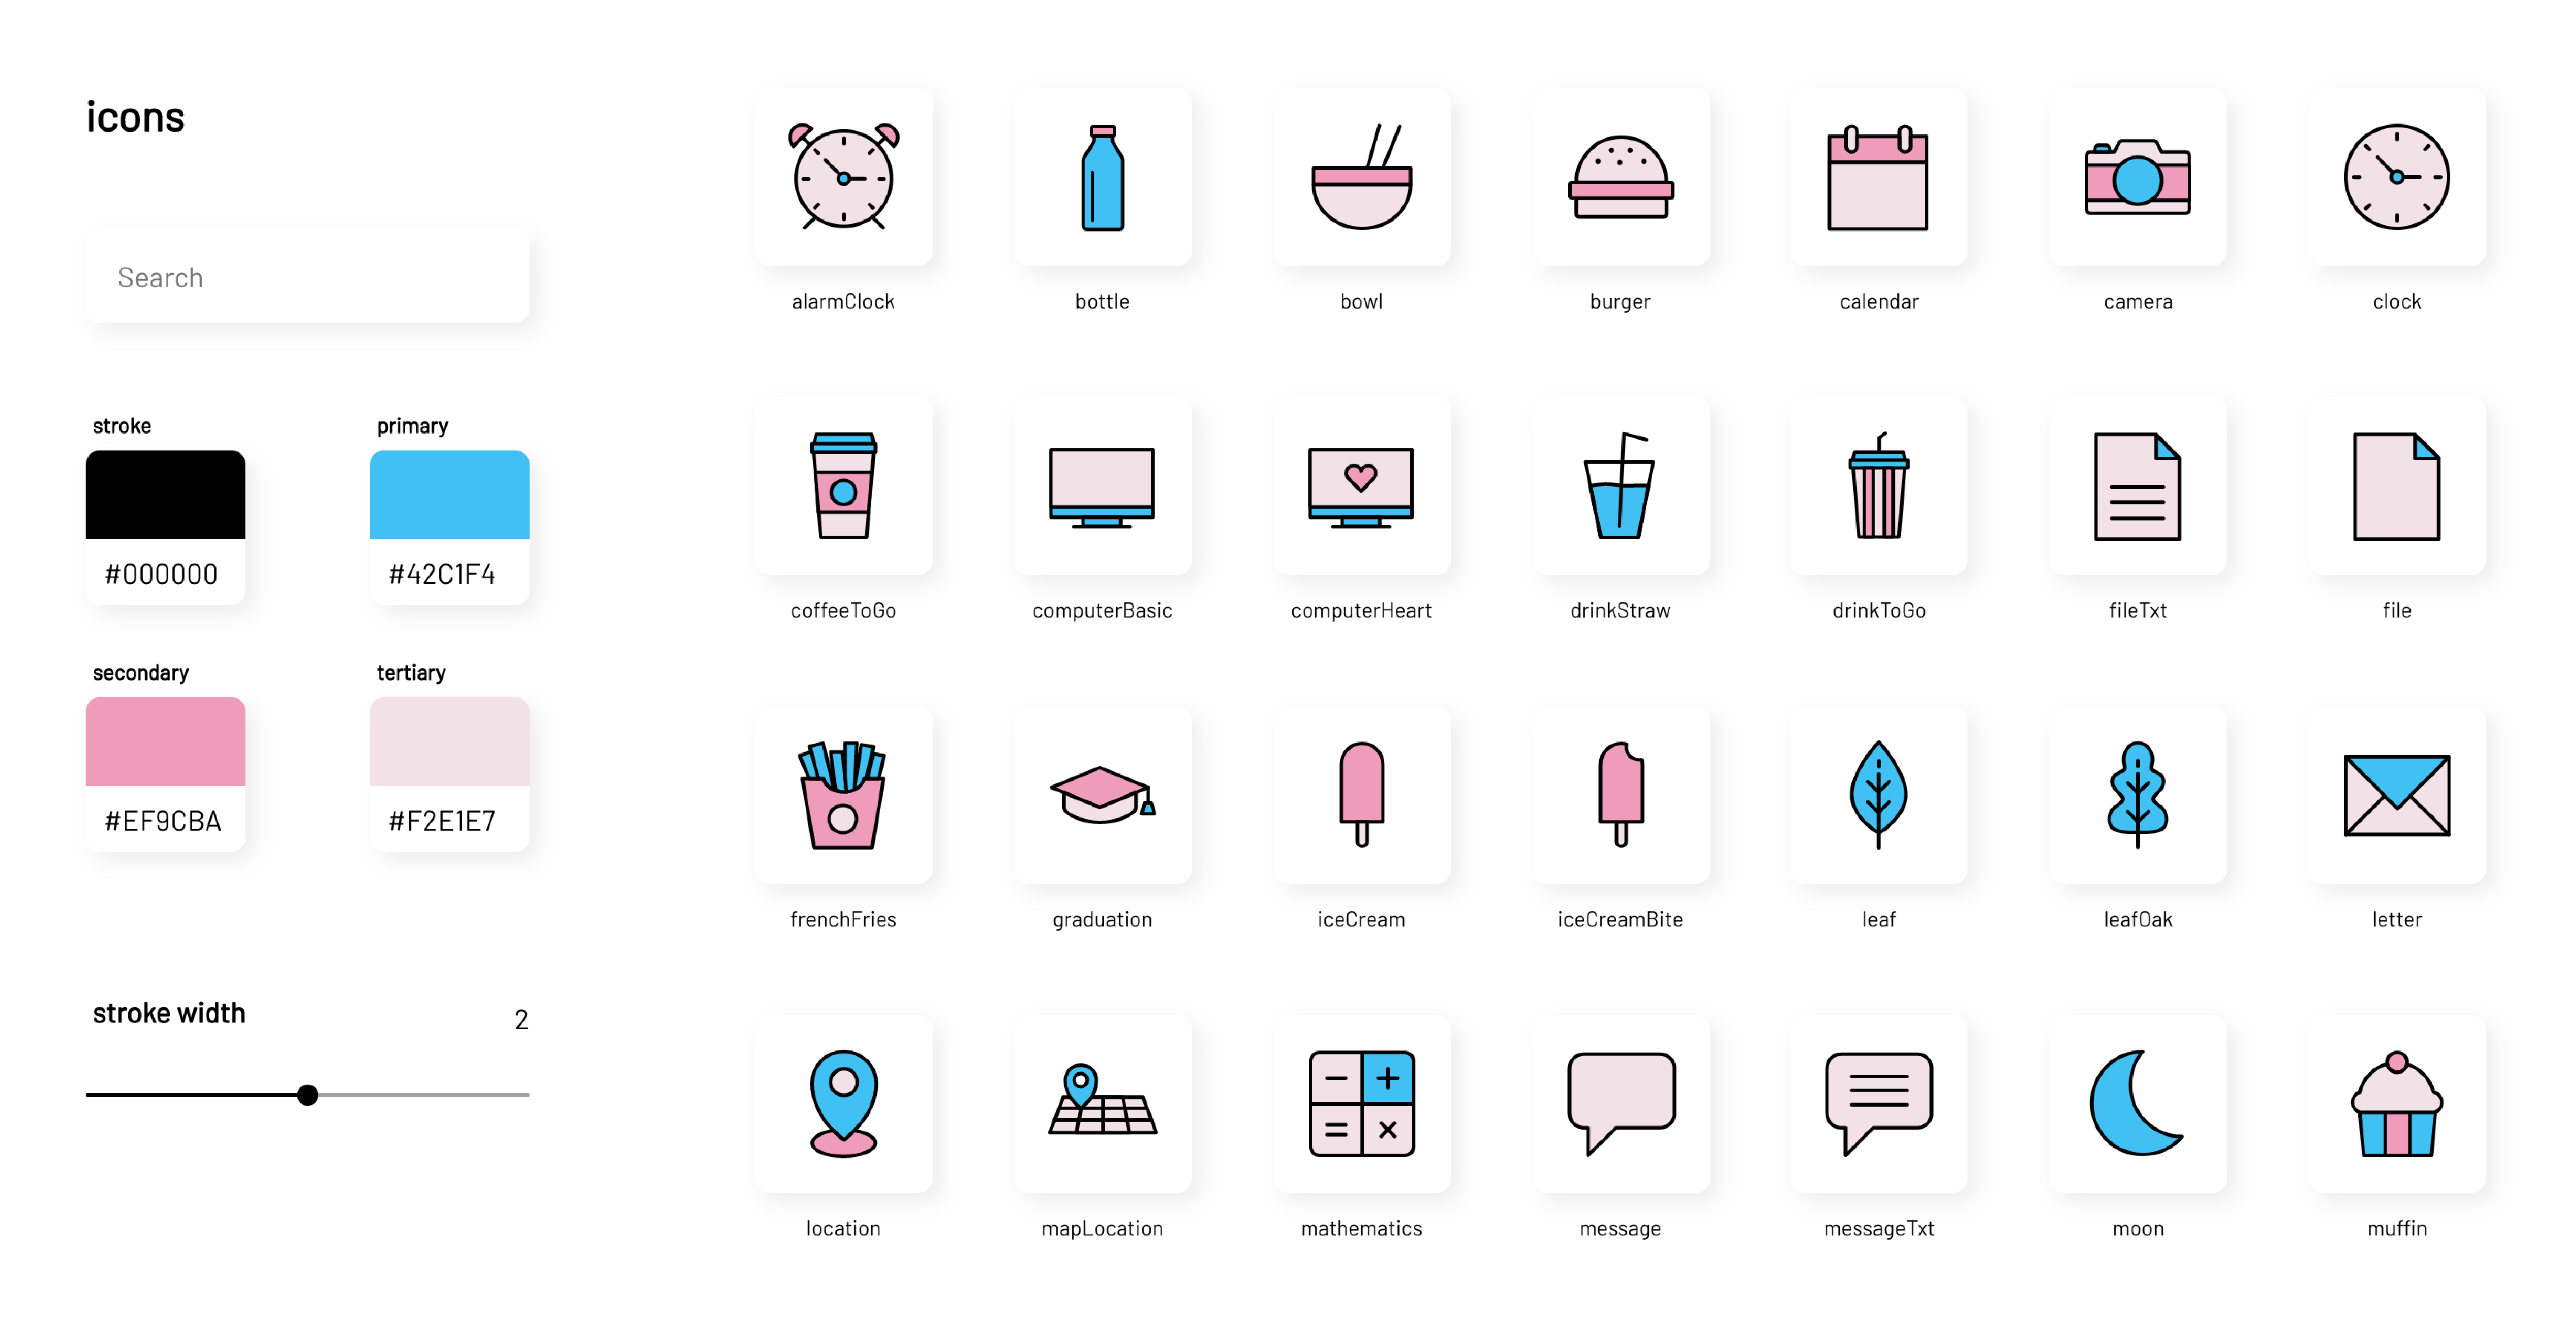 icons
Search
stroke
primary
#000000
#42C1F4
secondary
tertiary
#EF9CBA
#F2E1E7
stroke width
2
alarmClock
bottle
bowl
burger
calendar
camera
clock
coffeeToGo
computerBasic
computerHeart
drinkStraw
drinkToGo
fileTxt
file
frenchFries
graduation
iceCream
iceCreamBite
leaf
leafOak
letter
location
mapLocation
mathematics
message
messageTxt
moon
muffin